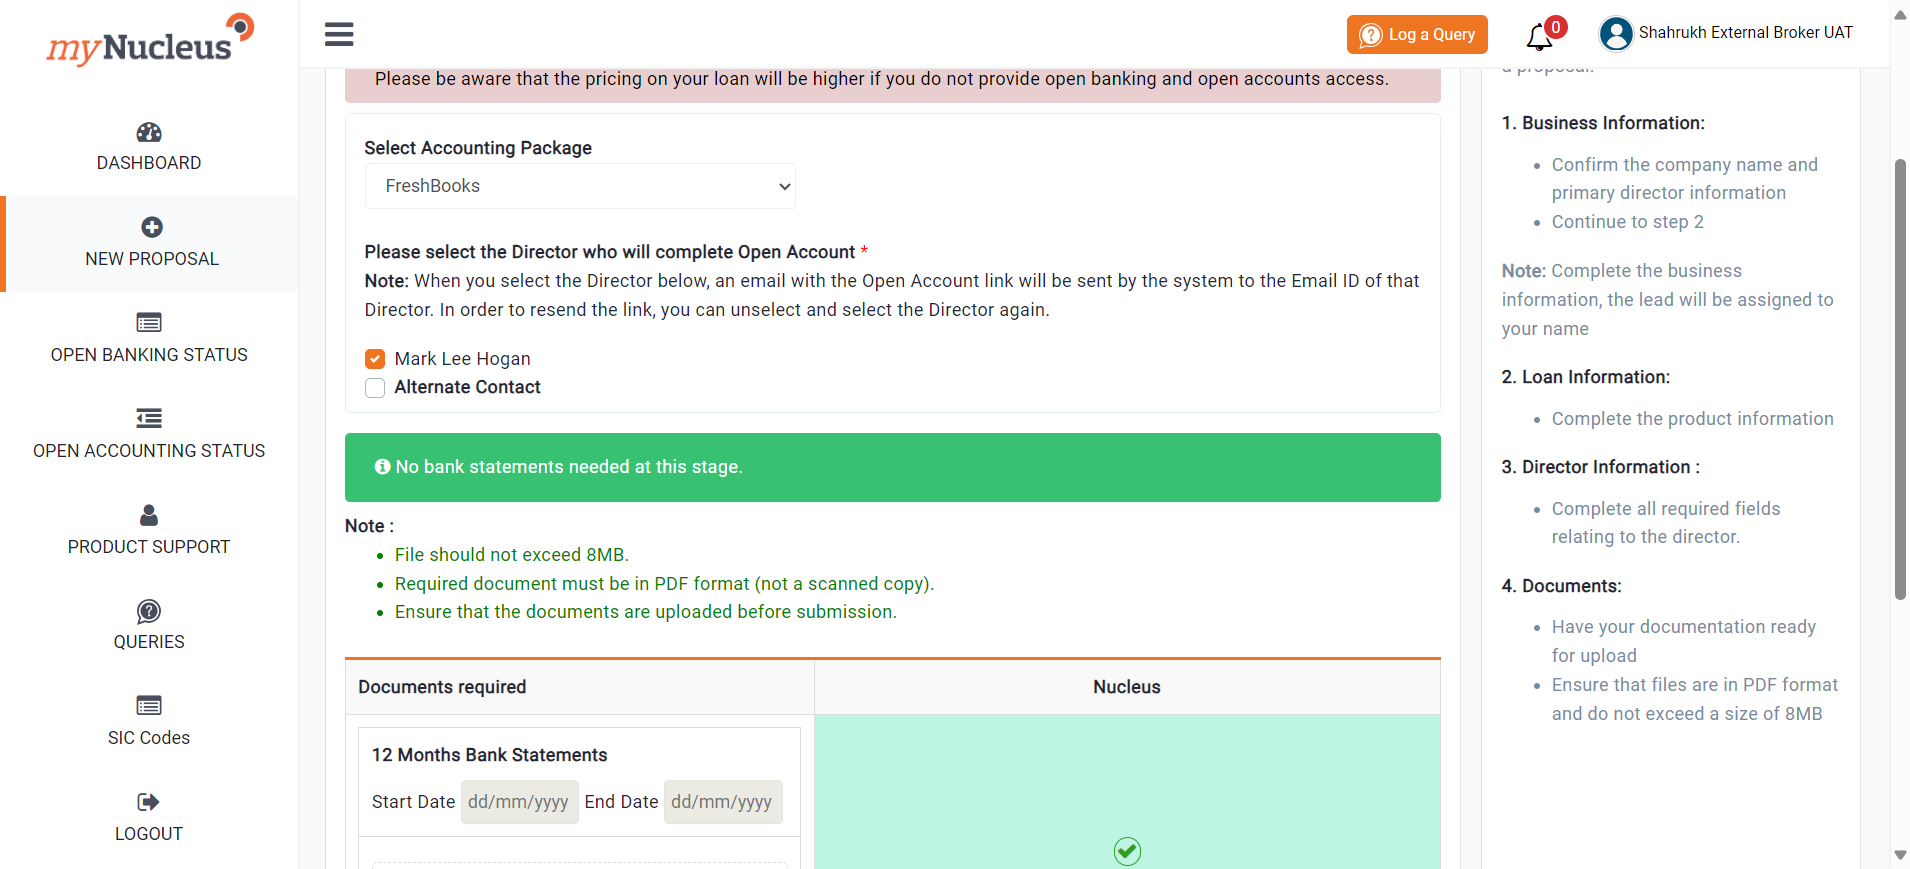 myNucleus
Log a Query
0
Shahrukh External Broker UAT
DASHBOARD
NEW PROPOSAL
OPEN BANKING STATUS
OPEN ACCOUNTING STATUS
PRODUCT SUPPORT
QUERIES
SIC Codes
LOGOUT
Please be aware that the pricing on your loan will be higher if you do not provide open banking and open accounts access.
Select Accounting Package
FreshBooks
Please select the Director who will complete Open Account *
Note: When you select the Director below, an email with the Open Account link will be sent by the system to the Email ID of that
Director. In order to resend the link, you can unselect and select the Director again.
Mark Lee Hogan
Alternate Contact
No bank statements needed at this stage.
Note :
File should not exceed 8MB.
Required document must be in PDF format (not a scanned copy).
Ensure that the documents are uploaded before submission.
Documents required
Nucleus
12 Months Bank Statements
Start Date dd/mm/yyyy End Date dd/mm/yyyy
a proposal.
1. Business Information:
Confirm the company name and
primary director information
Continue to step 2
Note: Complete the business
information, the lead will be assigned to
your name
2. Loan Information:
Complete the product information
3. Director Information :
Complete all required fields
relating to the director.
4. Documents:
Have your documentation ready
for upload
Ensure that files are in PDF format
and do not exceed a size of 8MB